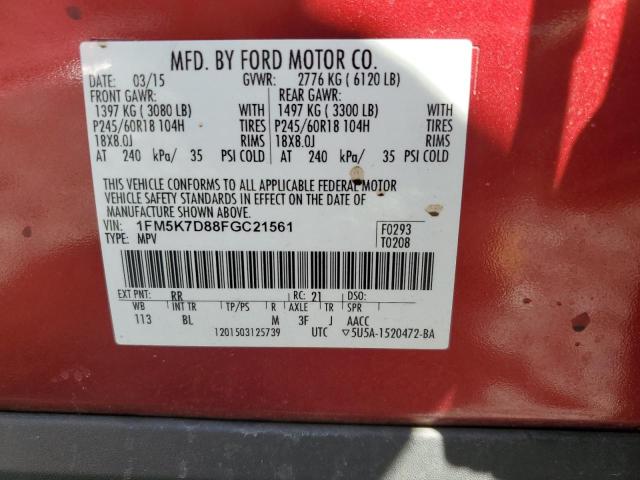 MFD. BY FORD MOTOR CO.
DATE: 03/15 GVWR: 2776 KG ( 6120 LB)
FRONT GAWR: REAR GAWR:
1397 KG ( 3080 LB) WITH 1497 KG ( 3300 LB) WITH
P245/60R18 104H TIRES P245/60R18 104H TIRES
18X8.0J RIMS 18X8.0J RIMS
AT 240 kPa/ 35 PSI COLD AT 240 kPa/ 35 PSI COLD
THIS VEHICLE CONFORMS TO ALL APPLICABLE FEDERAL MOTOR
VEHICLE SAFETY STANDARDS IN EFFECT ON THE DATE OF
MANUFACTURE SHOWN ABOVE.
VIN: 1FM5K7D88FGC21561 F0293
TYPE: MPV T0208
EXT PNT: RR RC: 21 DSO:
WB INT TR TP/PS R AXLE TR SPR
113 BL M 3F J AACC
1201503125739 UTC ▽5U5A-1520472-BA